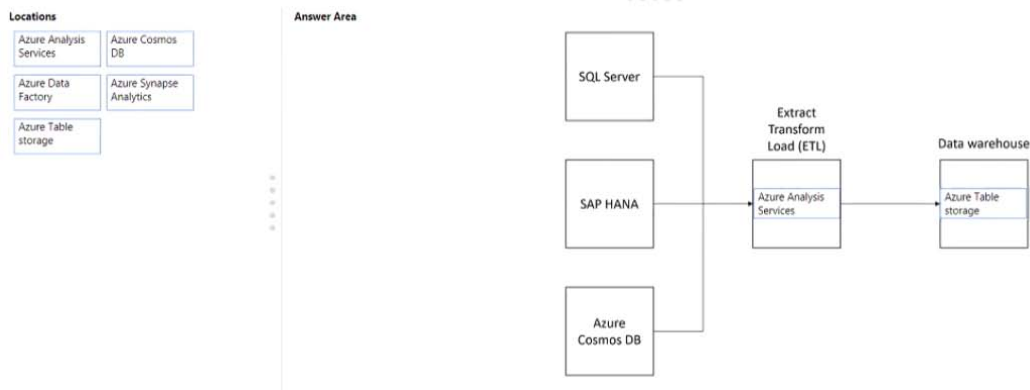 Locations
Azure Analysis
Services
Azure Cosmos
DB
Azure Data
Factory
Azure Synapse
Analytics
Azure Table
storage
Answer Area
SQL Server
SAP HANA
Azure
Cosmos DB
Extract
Transform
Load (ETL)
Azure Analysis
Services
Data warehouse
Azure Table
storage